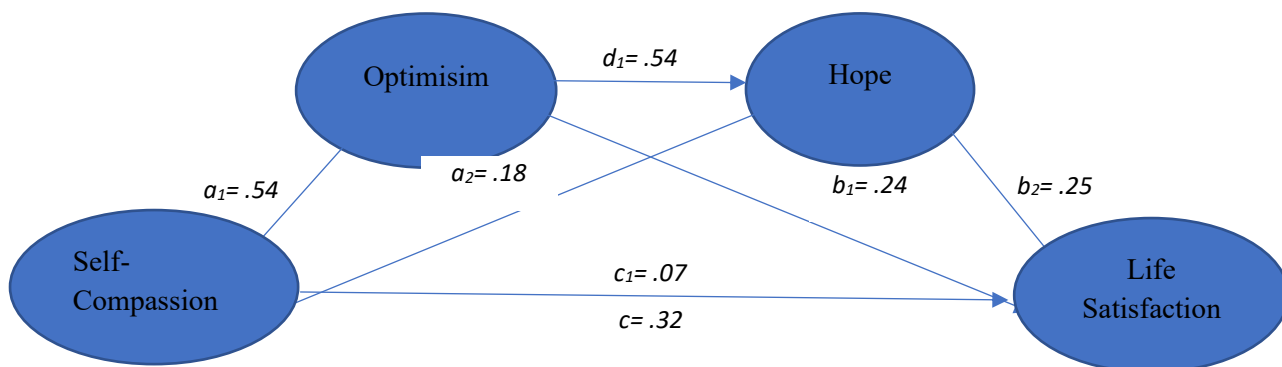 d₁= .54
Optimisim
Hope
a₂= .18
a₁= .54
b₁= .24
b₂= .25
Self-
Compassion
c₁= .07
c= .32
Life
Satisfaction